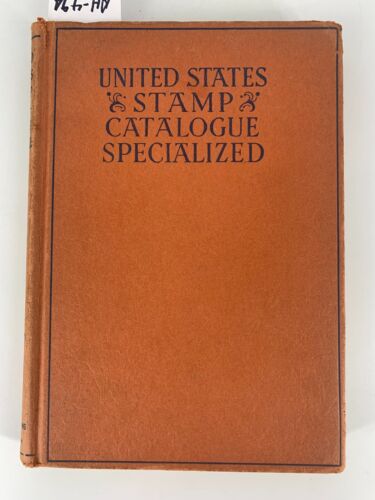 UNITED STATES
STAMP
CATALOGUE
SPECIALIZED